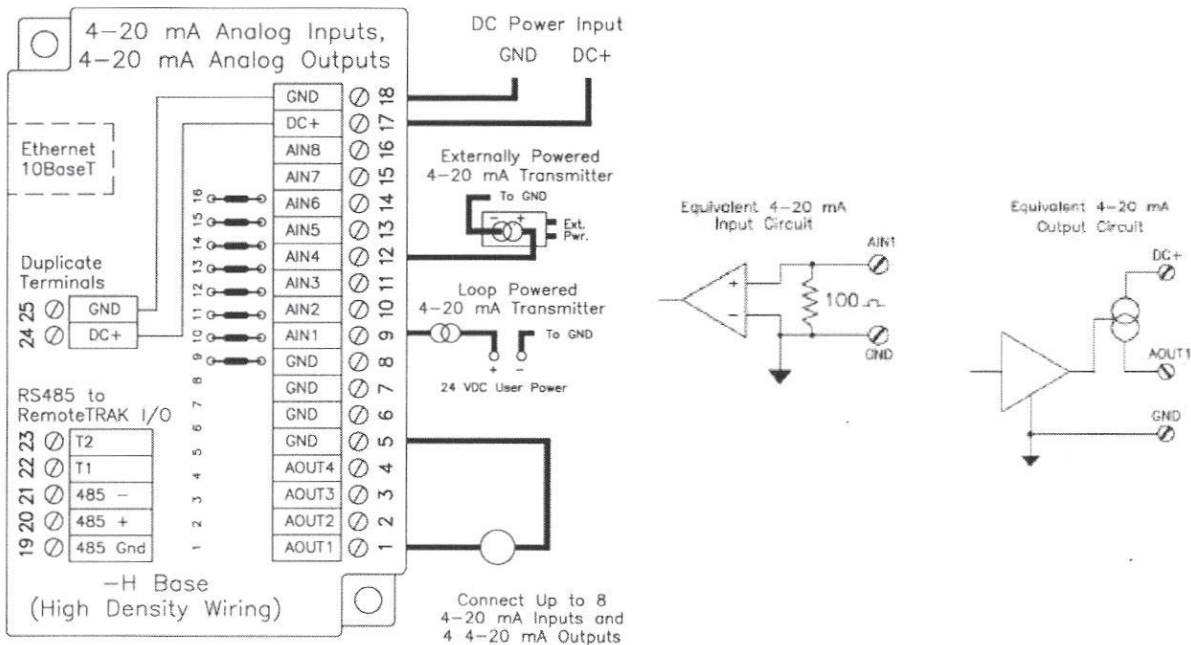 4-20 mA Analog Inputs,
4-20 mA Analog Outputs
Ethernet
10BaseT
Duplicate
Terminals
25 GND
24 DC+
RS485 to
RemoteTRAK I/O
23 T2
22 T1
21 485 -
20 485 +
19 485 Gnd
-H Base
(High Density Wiring)
16
15
14
13
12
11
10
9
8
7
6
5
4
3
2
1
GND 18
DC+ 17
AIN8 16
AIN7 15
AIN6 14
AIN5 13
AIN4 12
AIN3 11
AIN2 10
AIN1 9
GND 8
GND 7
GND 6
GND 5
AOUT4 4
AOUT3 3
AOUT2 2
AOUT1 1
DC Power Input
GND DC+
Externally Powered
4-20 mA Transmitter
To GND
- +
Ext.
Pwr.
Loop Powered
4-20 mA Transmitter
To GND
+ -
24 VDC User Power
Connect Up to 8
4-20 mA Inputs and
4 4-20 mA Outputs
Equivalent 4-20 mA
Input Circuit
AIN1
+
-
100 Ω
GND
Equivalent 4-20 mA
Output Circuit
DC+
AOUT1
GND